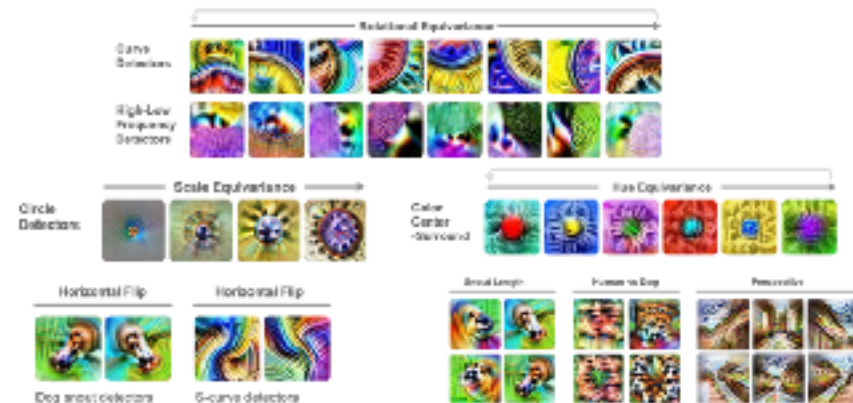 Rotational Equivariance
Curve
Detectors
High-Low
Frequency
Detectors
Scale Equivariance
Hue Equivariance
Circle
Detectors
Color
Center
-Surround
Horizontal Flip
Horizontal Flip
Snout Length
Human vs Dog
Perspective
Dog snout detectors
S-curve detectors